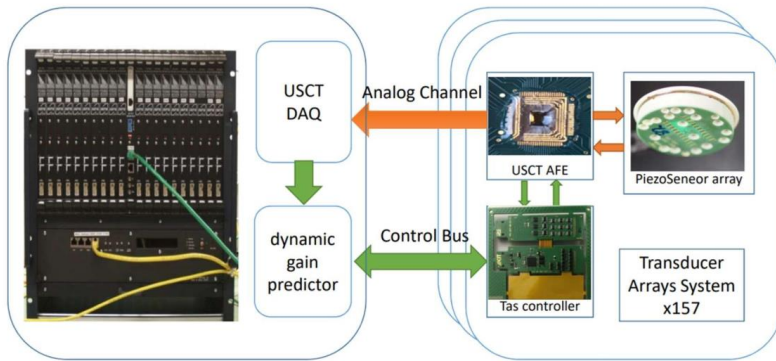 USCT
DAQ
Analog Channel
USCT AFE
PiezoSeneor array
dynamic
gain
predictor
Control Bus
Tas controller
Transducer
Arrays System
x157